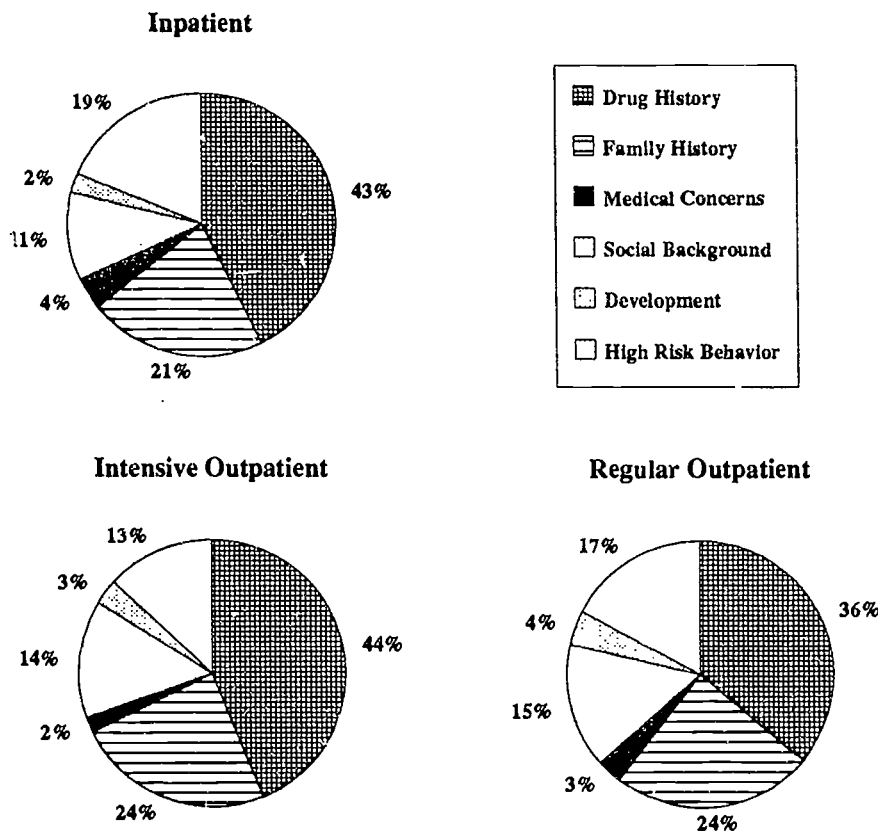 Inpatient
19%
2%
11%
4%
21%
43%
Drug History
Family History
Medical Concerns
Social Background
Development
High Risk Behavior
Intensive Outpatient
13%
3%
14%
2%
24%
44%
Regular Outpatient
17%
4%
15%
3%
24%
36%